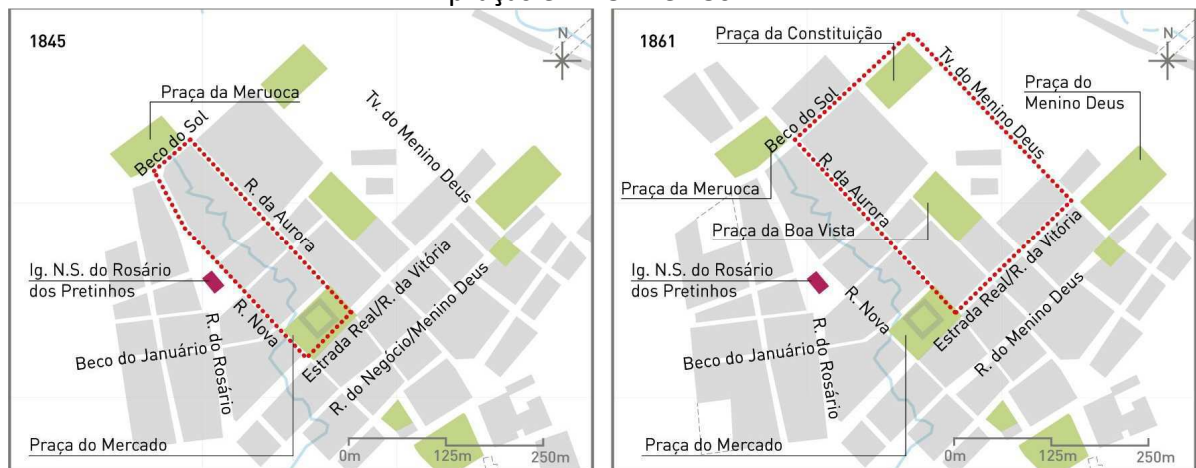 1845
N
Praça da Meruoca
Beco do Sol
Tv. do Menino Deus
R. da Aurora
Ig. N.S. do Rosário
dos Pretinhos
R. Nova
Estrada Real/R. da Vitória
R. do Negócio/Menino Deus
Beco do Januário
R. do Rosário
Praça do Mercado
0m
125m
250m
1861
N
Praça da Constituição
Tv. do Menino Deus
Praça do
Menino Deus
Beco do Sol
R. da Aurora
Praça da Meruoca
Praça da Boa Vista
Ig. N.S. do Rosário
dos Pretinhos
R. Nova
Estrada Real/R. da Vitória
R. do Menino Deus
Beco do Januário
R. do Rosário
Praça do Mercado
0m
125m
250m